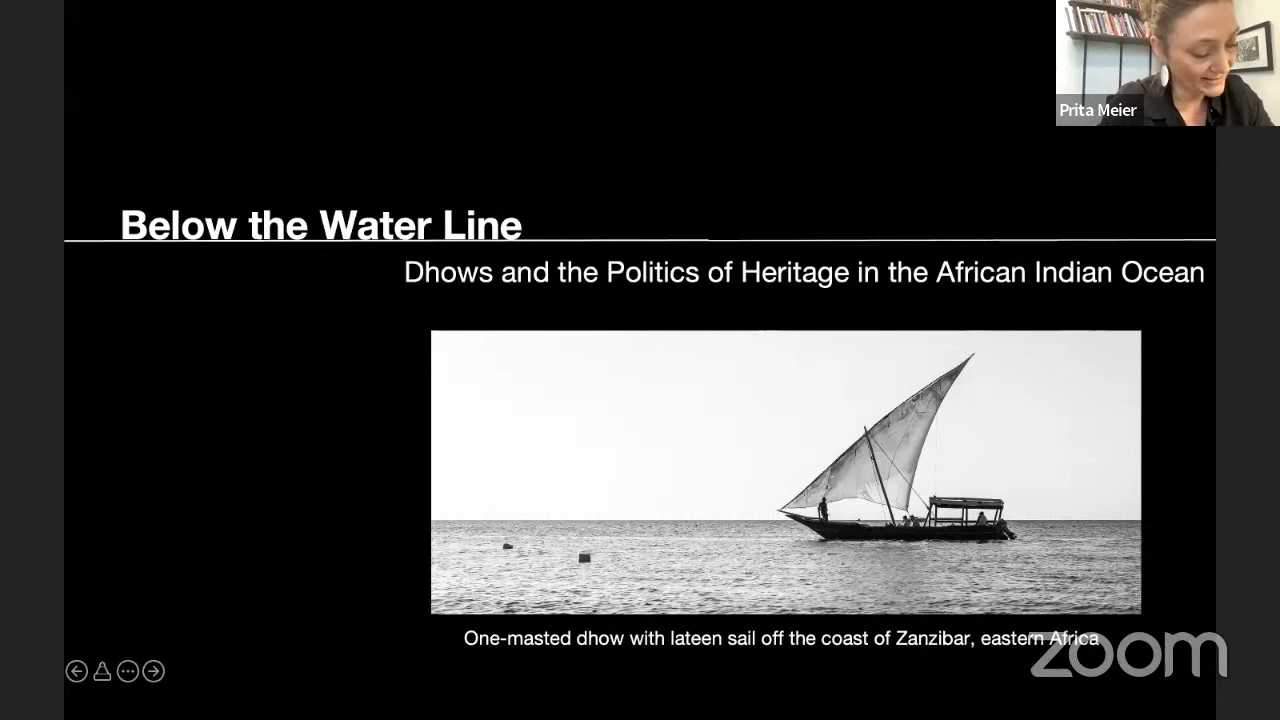 Prita Meier
Below the Water Line
Dhows and the Politics of Heritage in the African Indian Ocean
One-masted dhow with lateen sail off the coast of Zanzibar, eastern Africa
zoom